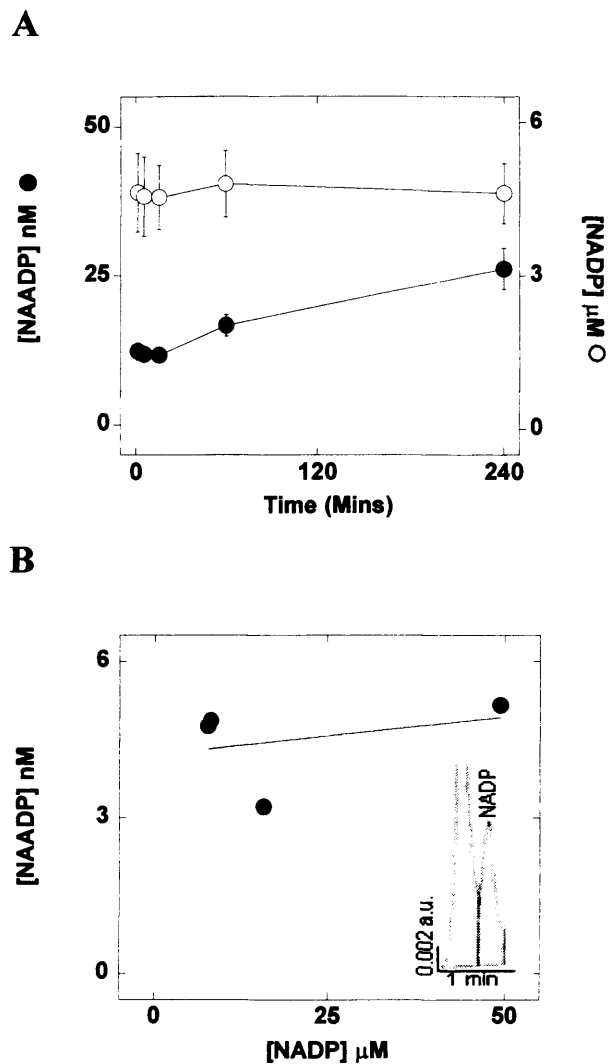 A
[NAADP] nM ●
50
25
0
6
3
0
[NADP] μM ○
0
120
240
Time (Mins)
B
[NAADP] nM
6
3
0
0
25
50
[NADP] μM
NADP
0.002 a.u.
1 min